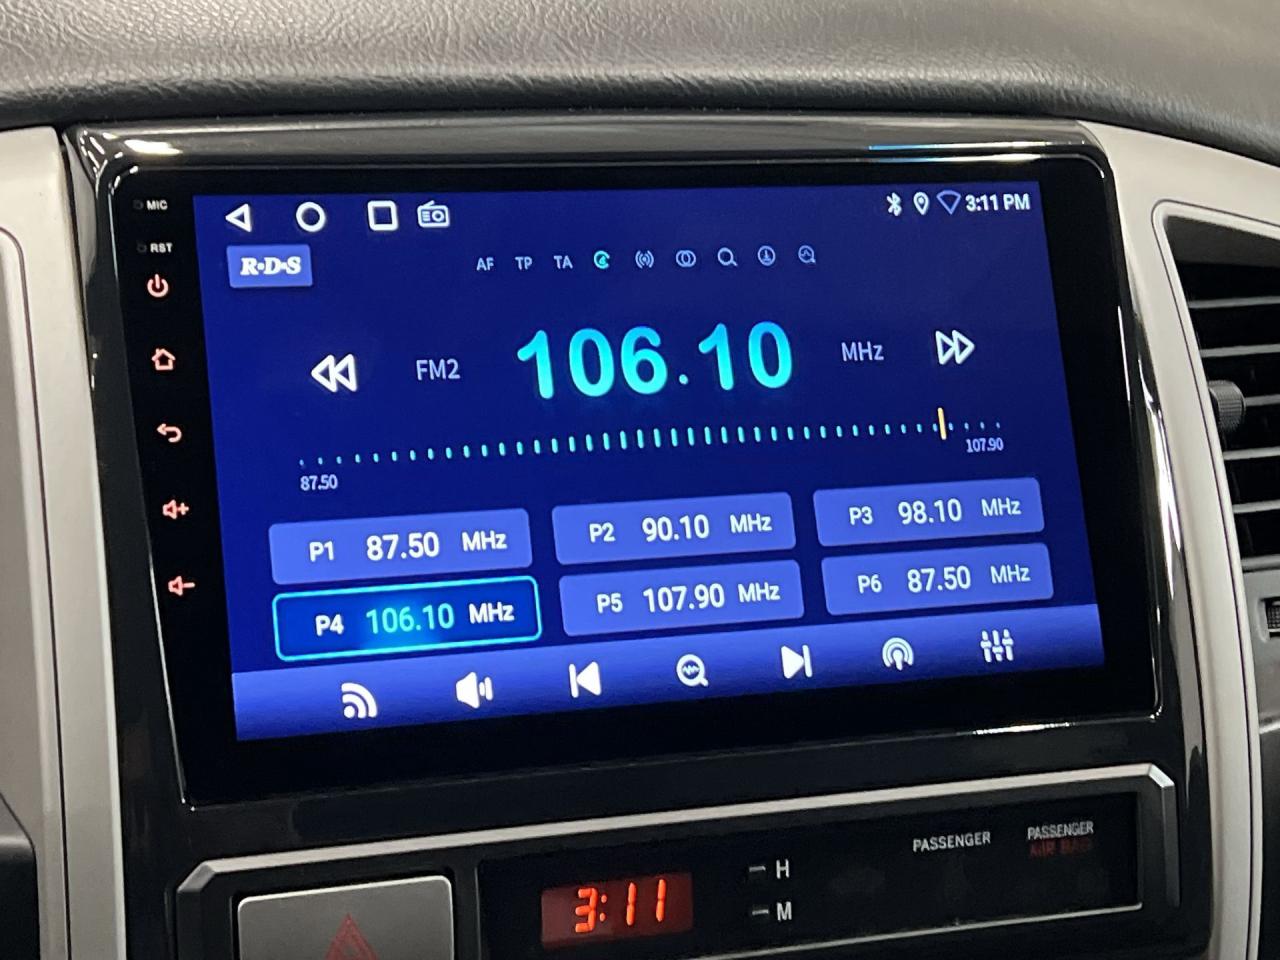 MIC
3:11 PM
RST
R·D·S
AF TP TA
FM2 106.10 MHz
87.50 107.90
P1 87.50 MHz
P2 90.10 MHz
P3 98.10 MHz
P4 106.10 MHz
P5 107.90 MHz
P6 87.50 MHz
PASSENGER
PASSENGER
AIR BAG
H
3:11
M